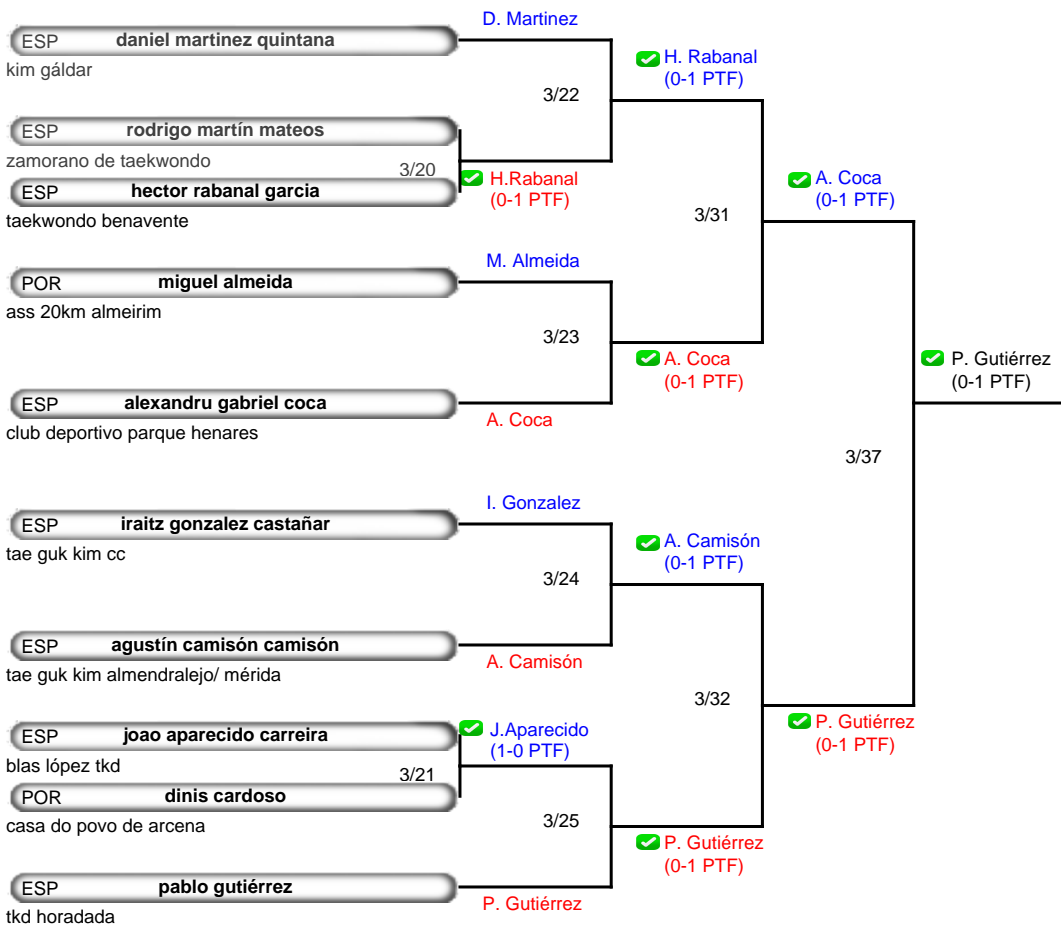 D. Martinez
ESP daniel martinez quintana
kim gáldar
H. Rabanal
(0-1 PTF)
3/22
ESP rodrigo martín mateos
zamorano de taekwondo
3/20
ESP hector rabanal garcia
taekwondo benavente
H.Rabanal
(0-1 PTF)
A. Coca
(0-1 PTF)
3/31
M. Almeida
POR miguel almeida
ass 20km almeirim
3/23
A. Coca
(0-1 PTF)
P. Gutiérrez
(0-1 PTF)
ESP alexandru gabriel coca
club deportivo parque henares
A. Coca
3/37
I. Gonzalez
ESP iraitz gonzalez castañar
tae guk kim cc
A. Camisón
(0-1 PTF)
3/24
ESP agustín camisón camisón
tae guk kim almendralejo/ mérida
A. Camisón
3/32
ESP joao aparecido carreira
blas lópez tkd
J.Aparecido
(1-0 PTF)
P. Gutiérrez
(0-1 PTF)
3/21
POR dinis cardoso
casa do povo de arcena
3/25
P. Gutiérrez
(0-1 PTF)
ESP pablo gutiérrez
tkd horadada
P. Gutiérrez